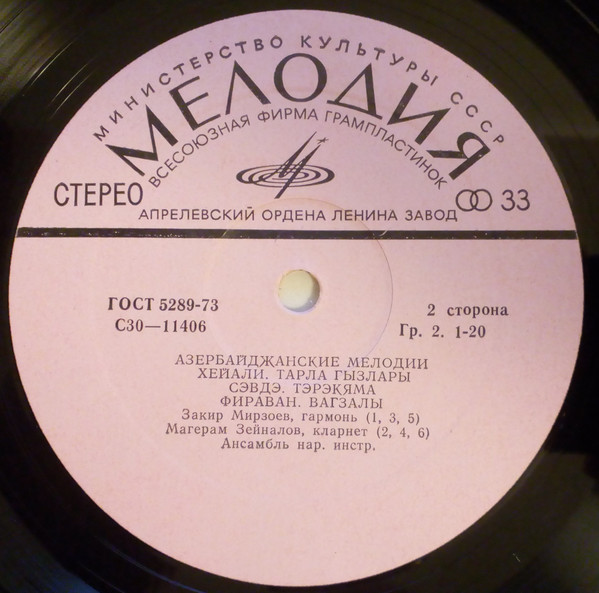 МИНИСТЕРСТВО КУЛЬТУРЫ СССР
МЕЛОДИЯ
ВСЕСОЮЗНАЯ ФИРМА ГРАМПЛАСТИНОК
СТЕРЕО
33
АПРЕЛЕВСКИЙ ОРДЕНА ЛЕНИНА ЗАВОД
ГОСТ 5289-73
2 сторона
С30—11406
Гр. 2. 1-20
АЗЕРБАЙДЖАНСКИЕ МЕЛОДИИ
ХЕЙАЛИ. ТАРЛА ГЫЗЛАРЫ
СЭВДЭ. ТЭРЭКЯМА
ФИРАВАН. ВАГЗАЛЫ
Закир Мирзоев, гармонь (1, 3, 5)
Магерам Зейналов, кларнет (2, 4, 6)
Ансамбль нар. инстр.